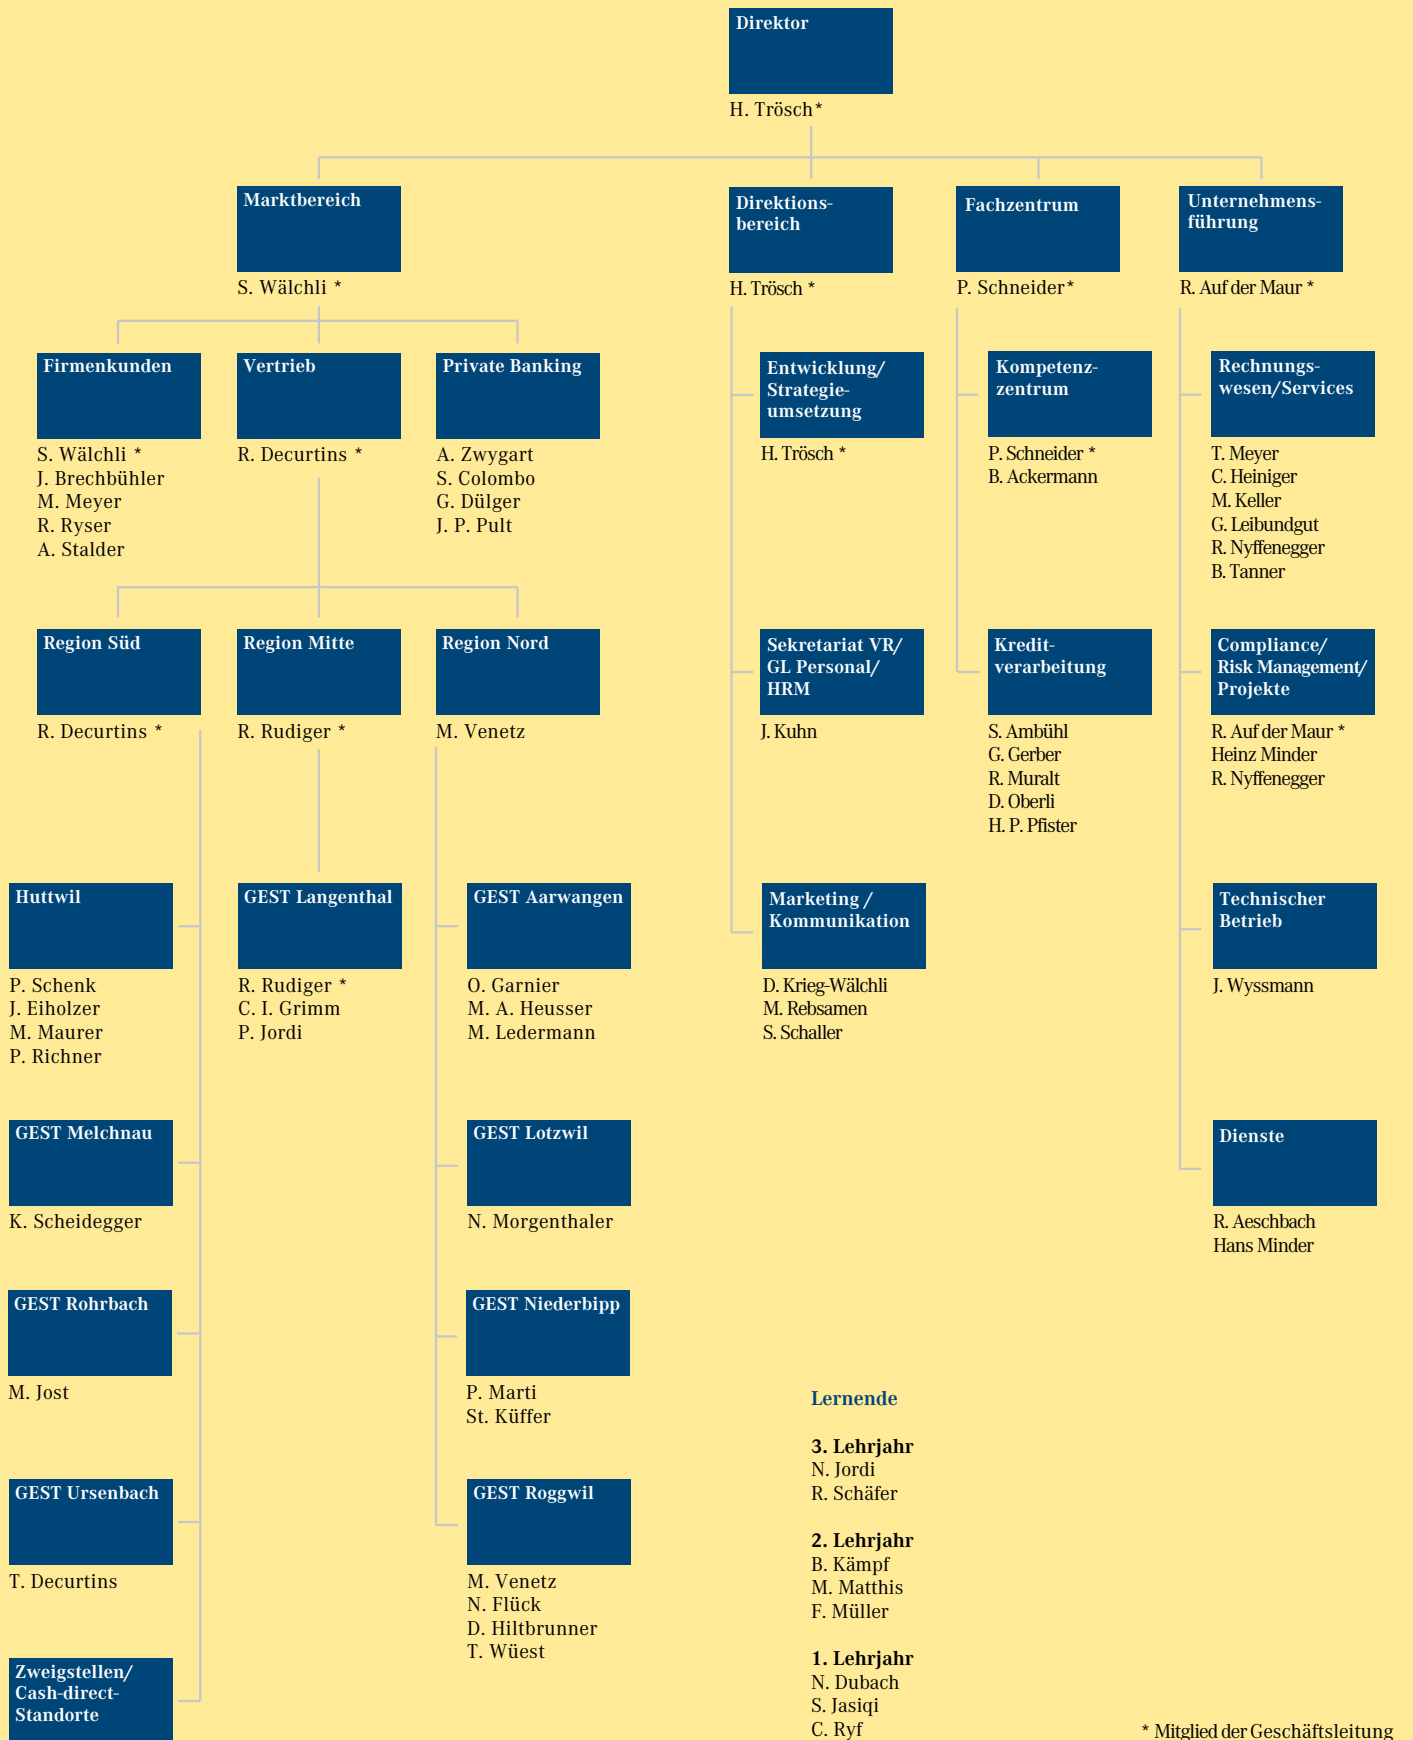 Direktor
H. Trösch*
Marktbereich
S. Wälchli *
Direktions-
bereich
H. Trösch *
Fachzentrum
P. Schneider*
Unternehmens-
führung
R. Auf der Maur *
Firmenkunden
S. Wälchli *
J. Brechbühler
M. Meyer
R. Ryser
A. Stalder
Vertrieb
R. Decurtins *
Private Banking
A. Zwygart
S. Colombo
G. Dülger
J. P. Pult
Entwicklung/
Strategie-
umsetzung
H. Trösch *
Kompetenz-
zentrum
P. Schneider *
B. Ackermann
Rechnungs-
wesen/Services
T. Meyer
C. Heiniger
M. Keller
G. Leibundgut
R. Nyffenegger
B. Tanner
Region Süd
R. Decurtins *
Region Mitte
R. Rudiger *
Region Nord
M. Venetz
Sekretariat VR/
GL Personal/
HRM
J. Kuhn
Kredit-
verarbeitung
S. Ambühl
G. Gerber
R. Muralt
D. Oberli
H. P. Pfister
Compliance/
Risk Management/
Projekte
R. Auf der Maur *
Heinz Minder
R. Nyffenegger
Huttwil
P. Schenk
J. Eiholzer
M. Maurer
P. Richner
GEST Langenthal
R. Rudiger *
C. I. Grimm
P. Jordi
GEST Aarwangen
O. Garnier
M. A. Heusser
M. Ledermann
Marketing /
Kommunikation
D. Krieg-Wälchli
M. Rebsamen
S. Schaller
Technischer
Betrieb
J. Wyssmann
GEST Melchnau
K. Scheidegger
GEST Lotzwil
N. Morgenthaler
Dienste
R. Aeschbach
Hans Minder
GEST Rohrbach
M. Jost
GEST Niederbipp
P. Marti
St. Küffer
GEST Ursenbach
T. Decurtins
GEST Roggwil
M. Venetz
N. Flück
D. Hiltbrunner
T. Wüest
Zweigstellen/
Cash-direct-
Standorte
Lernende
3. Lehrjahr
N. Jordi
R. Schäfer
2. Lehrjahr
B. Kämpf
M. Matthis
F. Müller
1. Lehrjahr
N. Dubach
S. Jasiqi
C. Ryf
* Mitglied der Geschäftsleitung